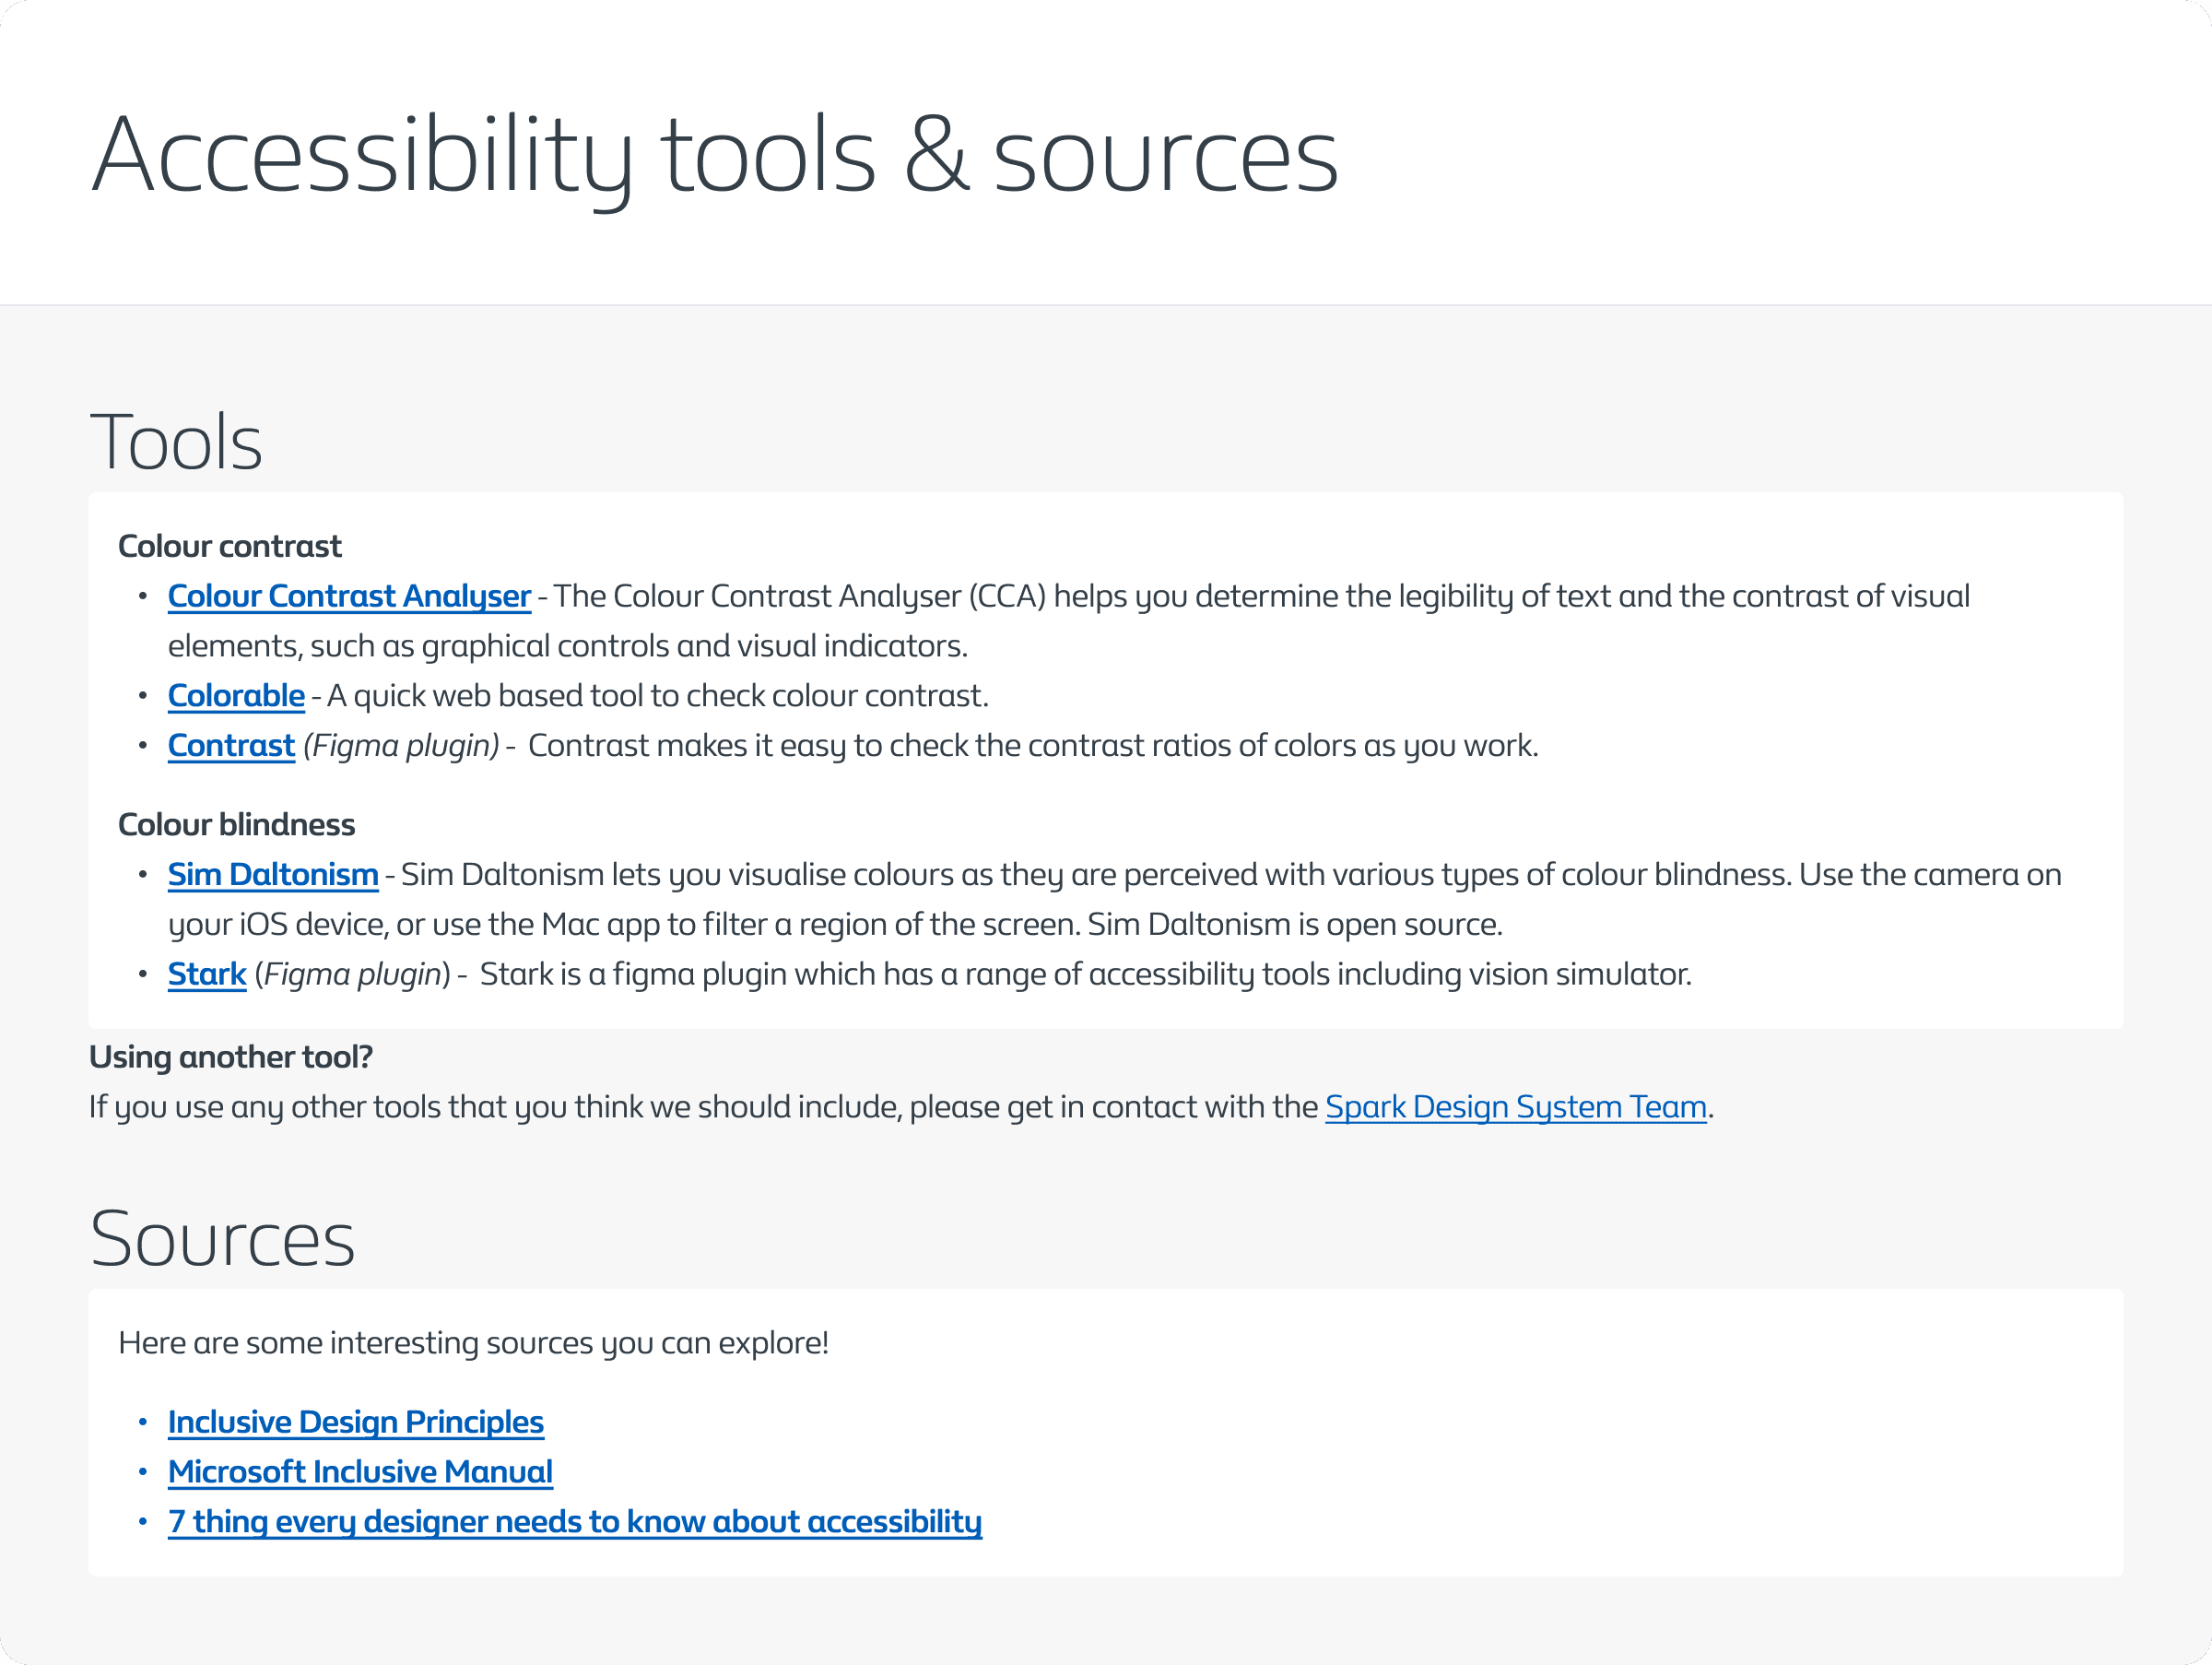 Accessibility tools & sources
Tools
Colour contrast
• Colour Contrast Analyser - The Colour Contrast Analyser (CCA) helps you determine the legibility of text and the contrast of visual
elements, such as graphical controls and visual indicators.
• Colorable - A quick web based tool to check colour contrast.
• Contrast (Figma plugin) - Contrast makes it easy to check the contrast ratios of colors as you work.
Colour blindness
• Sim Daltonism - Sim Daltonism lets you visualise colours as they are perceived with various types of colour blindness. Use the camera on
your iOS device, or use the Mac app to filter a region of the screen. Sim Daltonism is open source.
• Stark (Figma plugin) - Stark is a figma plugin which has a range of accessibility tools including vision simulator.
Using another tool?
If you use any other tools that you think we should include, please get in contact with the Spark Design System Team.
Sources
Here are some interesting sources you can explore!
• Inclusive Design Principles
• Microsoft Inclusive Manual
• 7 thing every designer needs to know about accessibility